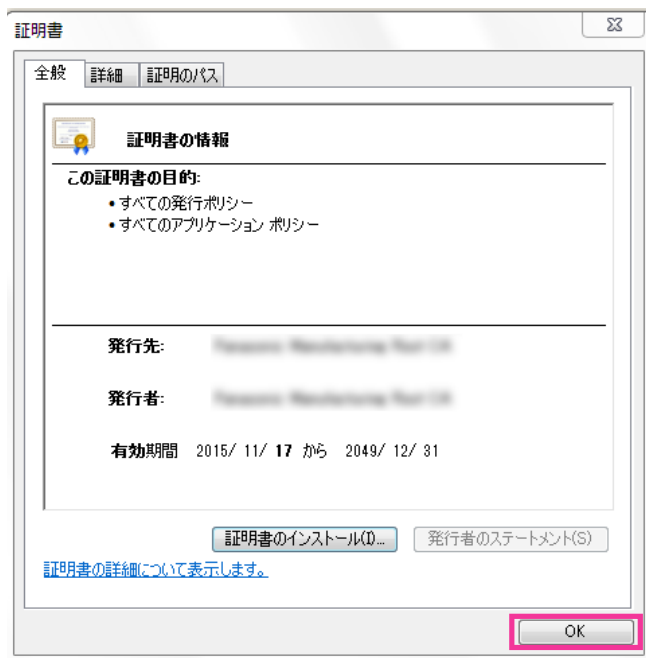 証明書
全般 詳細 証明のパス
証明書の情報
この証明書の目的:
• すべての発行ポリシー
• すべてのアプリケーション ポリシー
発行先:
発行者:
有効期間 2015/ 11/ 17 から 2049/ 12/ 31
証明書のインストール(I)... 発行者のステートメント(S)
証明書の詳細について表示します。
OK